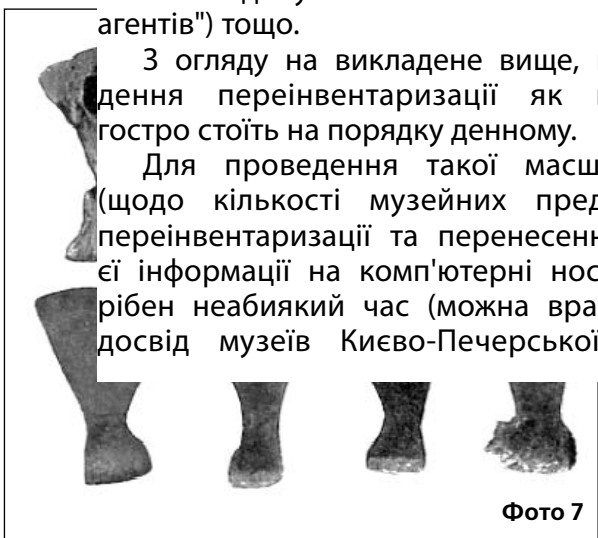 агентів") тощо.
З огляду на викладене вище,
дення переінвентаризації як
гостро стоїть на порядку денному.
Для проведення такої масш
(щодо кількості музейних пред
переінвентаризації та перенесенн
єї інформації на комп'ютерні нос
рібен неабиякий час (можна вра
досвід музеїв Києво-Печерської
Фото 7